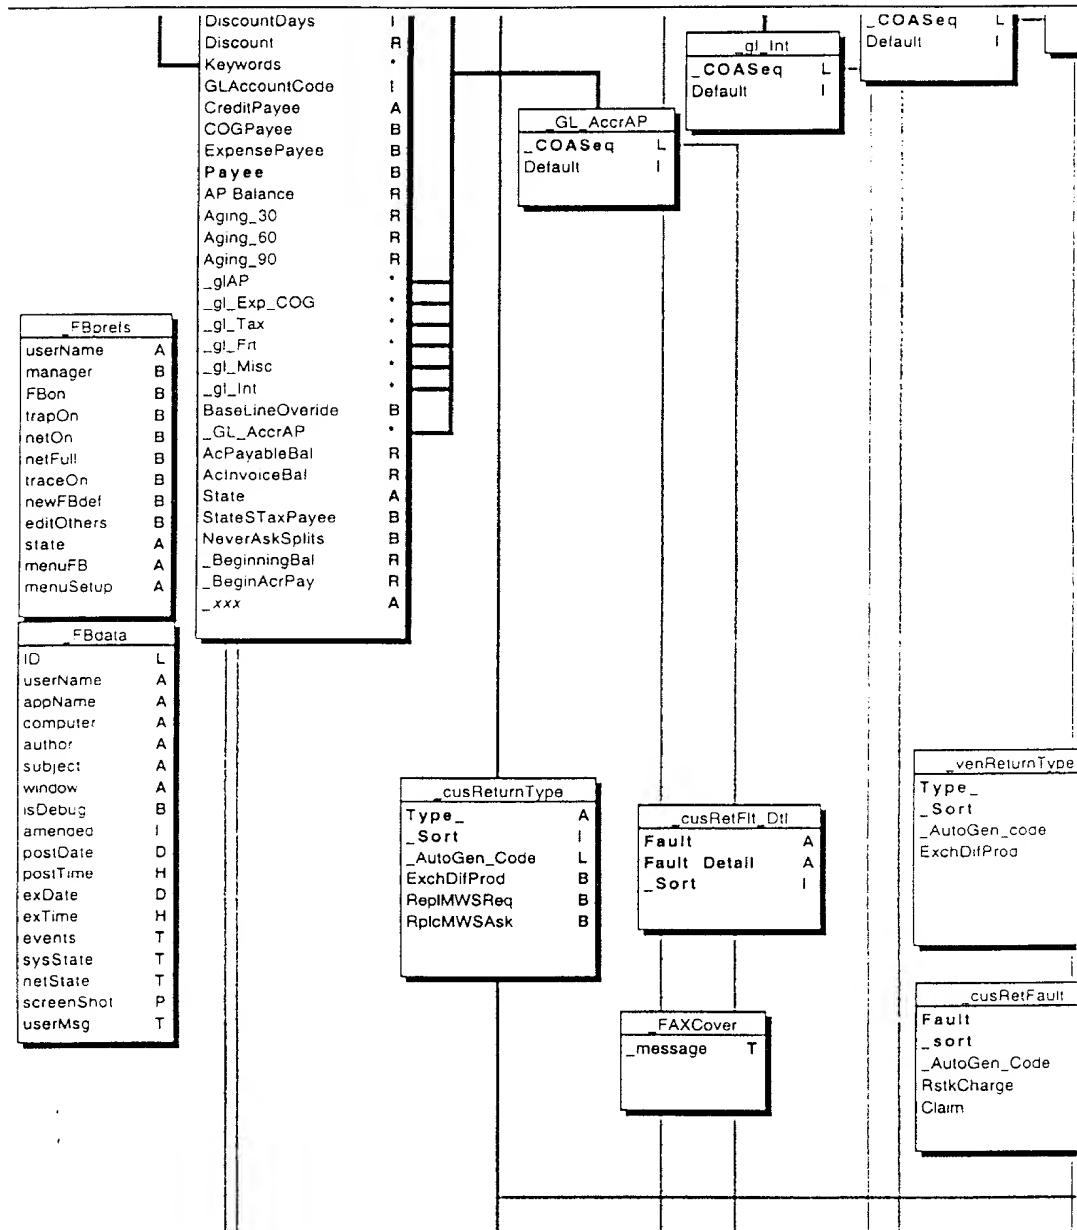 DiscountDays I
Discount R
Keywords *
GLAccountCode I
CreditPayee A
COGPayee B
ExpensePayee B
Payee B
AP Balance R
Aging_30 R
Aging_60 R
Aging_90 R
_glAP *
_gl_Exp_COG *
_gl_Tax *
_gl_Frt *
_gl_Misc *
_gl_Int *
BaseLineOveride B
_GL_AccrAP *
AcPayableBal R
AcInvoiceBal R
State A
StateSTaxPayee B
NeverAskSplits B
_BeginningBal R
_BeginAcrPay R
_xxx A
_GL_AccrAP
_COASeq L
Default I
_gl_Int
_COASeq L
Default I
_COASeq L
Default I
_FBprefs
userName A
manager B
FBon B
trapOn B
netOn B
netFull B
traceOn B
newFBdef B
editOthers B
state A
menuFB A
menuSetup A
_FBdata
ID L
userName A
appName A
computer A
author A
subject A
window A
isDebug B
amended I
postDate D
postTime H
exDate D
exTime H
events T
sysState T
netState T
screenShot P
userMsg T
_cusReturnType
Type_ A
_Sort I
_AutoGen_Code L
ExchDifProd B
ReplMWSReq B
RplcMWSAsk B
_cusRetFlt_Dtl
Fault A
Fault Detail A
_Sort I
_FAXCover
_message T
_venReturnType
Type_
_Sort
_AutoGen_code
ExchDifProd
_cusRetFault
Fault
_sort
_AutoGen_Code
RstkCharge
Claim